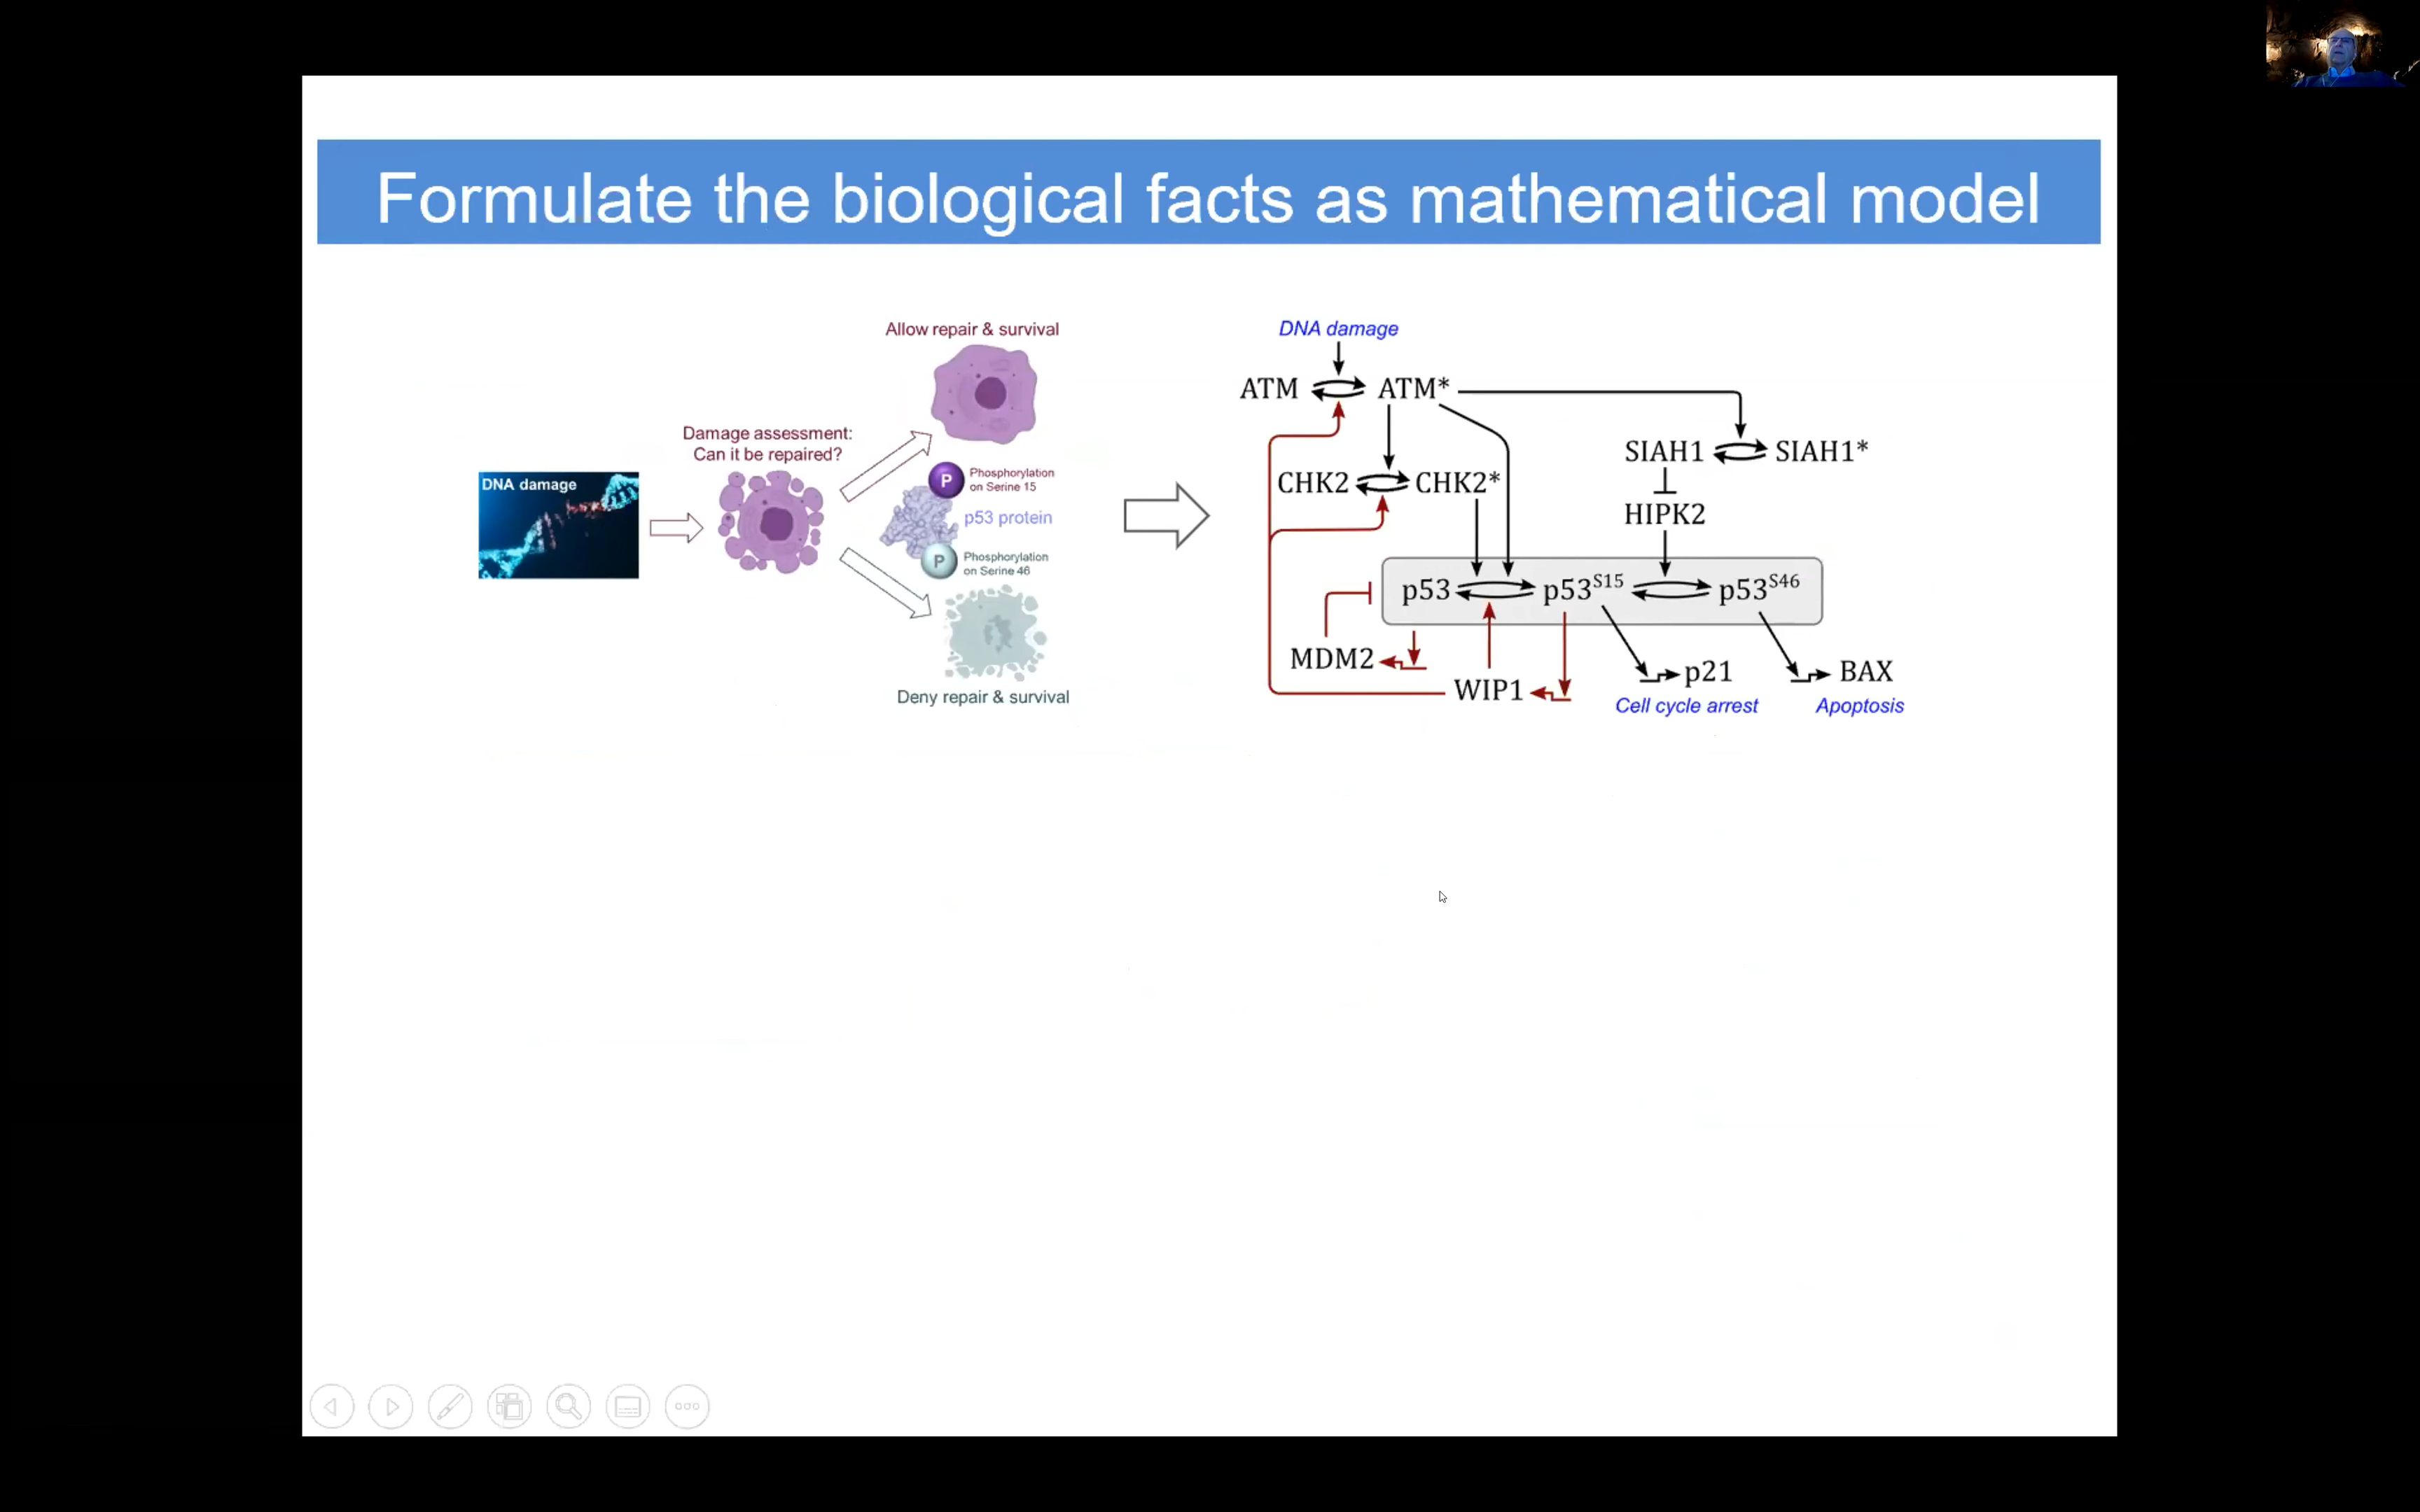 Formulate the biological facts as mathematical model
Allow repair & survival
Damage assessment:
Can it be repaired?
DNA damage
P
Phosphorylation
on Serine 15
p53 protein
P
Phosphorylation
on Serine 46
Deny repair & survival
DNA damage
ATM
ATM*
SIAH1
SIAH1*
CHK2
CHK2*
HIPK2
p53
p53S15
p53S46
MDM2
WIP1
p21
BAX
Cell cycle arrest
Apoptosis